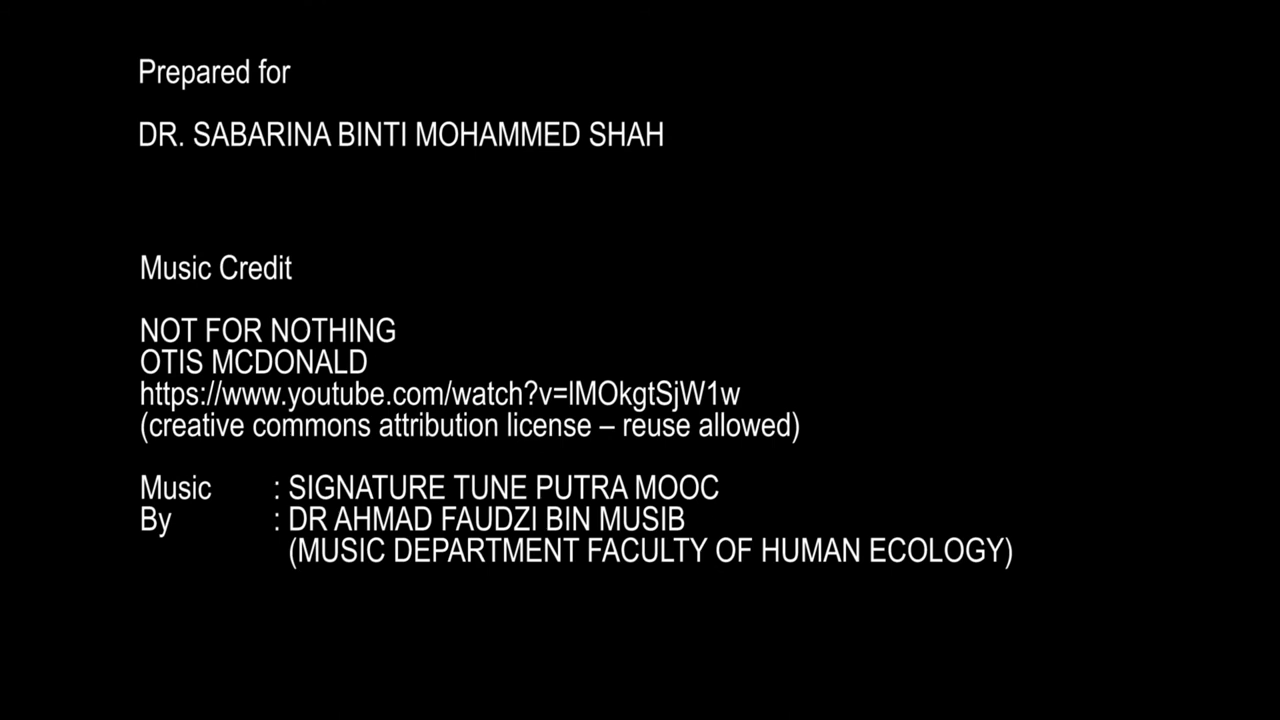 Prepared for
DR. SABARINA BINTI MOHAMMED SHAH
Music Credit
NOT FOR NOTHING
OTIS MCDONALD
https://www.youtube.com/watch?v=lMOkgtSjW1w
(creative commons attribution license – reuse allowed)
Music : SIGNATURE TUNE PUTRA MOOC
By : DR AHMAD FAUDZI BIN MUSIB
(MUSIC DEPARTMENT FACULTY OF HUMAN ECOLOGY)